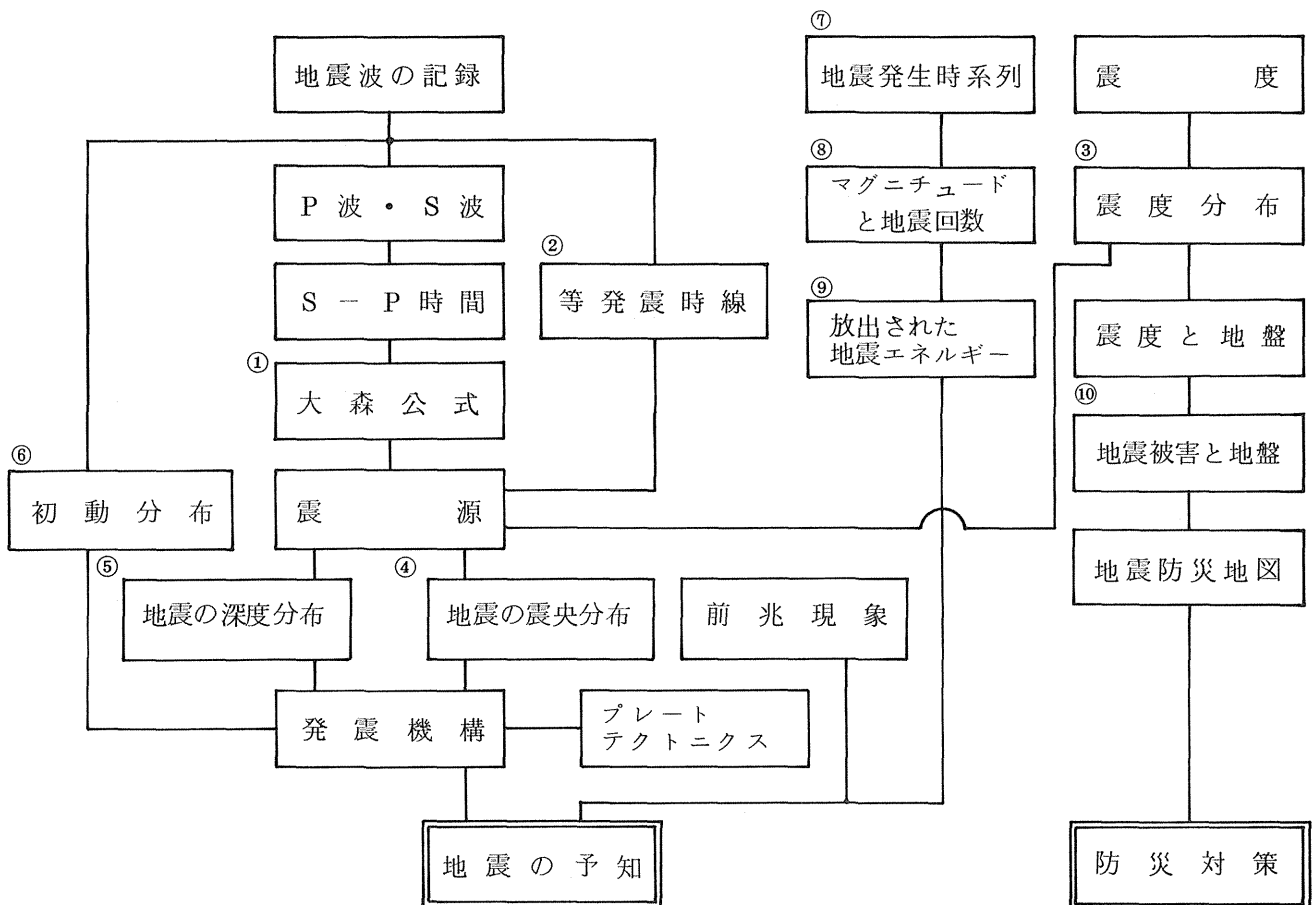 ⑦
地震波の記録
地震発生時系列
震度
⑧
③
P波・S波
マグニチュード
と地震回数
震度分布
②
⑨
S－P時間
等発震時線
放出された
地震エネルギー
震度と地盤
①
⑩
大森公式
地震被害と地盤
⑥
初動分布
震源
地震防災地図
⑤
④
地震の深度分布
地震の震央分布
前兆現象
発震機構
プレート
テクトニクス
地震の予知
防災対策